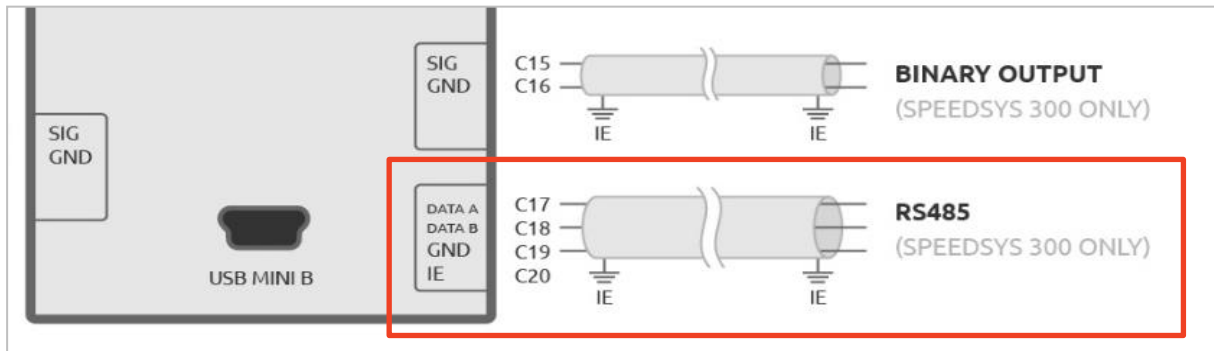 SIG
GND
USB MINI B
SIG
GND
C15
C16
IE
IE
BINARY OUTPUT
(SPEEDSYS 300 ONLY)
DATA A
DATA B
GND
IE
C17
C18
C19
C20
IE
IE
RS485
(SPEEDSYS 300 ONLY)